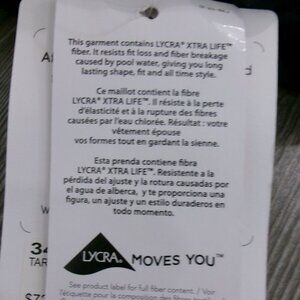 This garment contains LYCRA® XTRA LIFE™
fiber. It resists fit loss and fiber breakage
caused by pool water, giving you long
lasting shape, fit and all time style.
Ce maillot contient la fibre
LYCRA® XTRA LIFE™. Il résiste à la perte
d'élasticité et à la rupture des fibres
causées par l'eau chlorée. Résultat : votre
vêtement épouse
vos formes tout en gardant la sienne.
Esta prenda contiene fibra
LYCRA® XTRA LIFE™. Resistente a la
pérdida del ajuste y la rotura causadas por
el agua de alberca, y te proporciona una
figura, un ajuste y un estilo duraderos en
todo momento.
LYCRA® MOVES YOU™
See product label for full fiber content. / Voir
l'étiquette pour la composition des fibres
34
TAR
$7